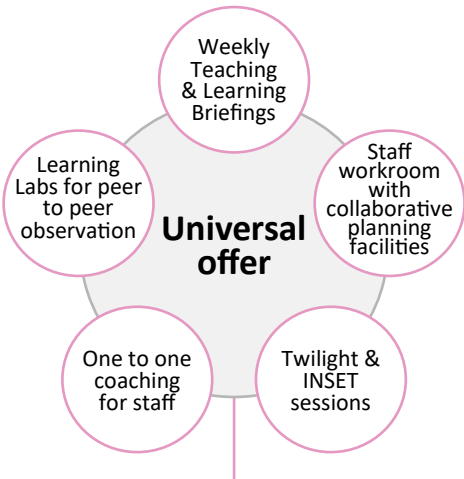 Weekly
Teaching
& Learning
Briefings
Learning
Labs for peer
to peer
observation
Staff
workroom
with
collaborative
planning
facilities
Universal
offer
One to one
coaching
for staff
Twilight &
INSET
sessions